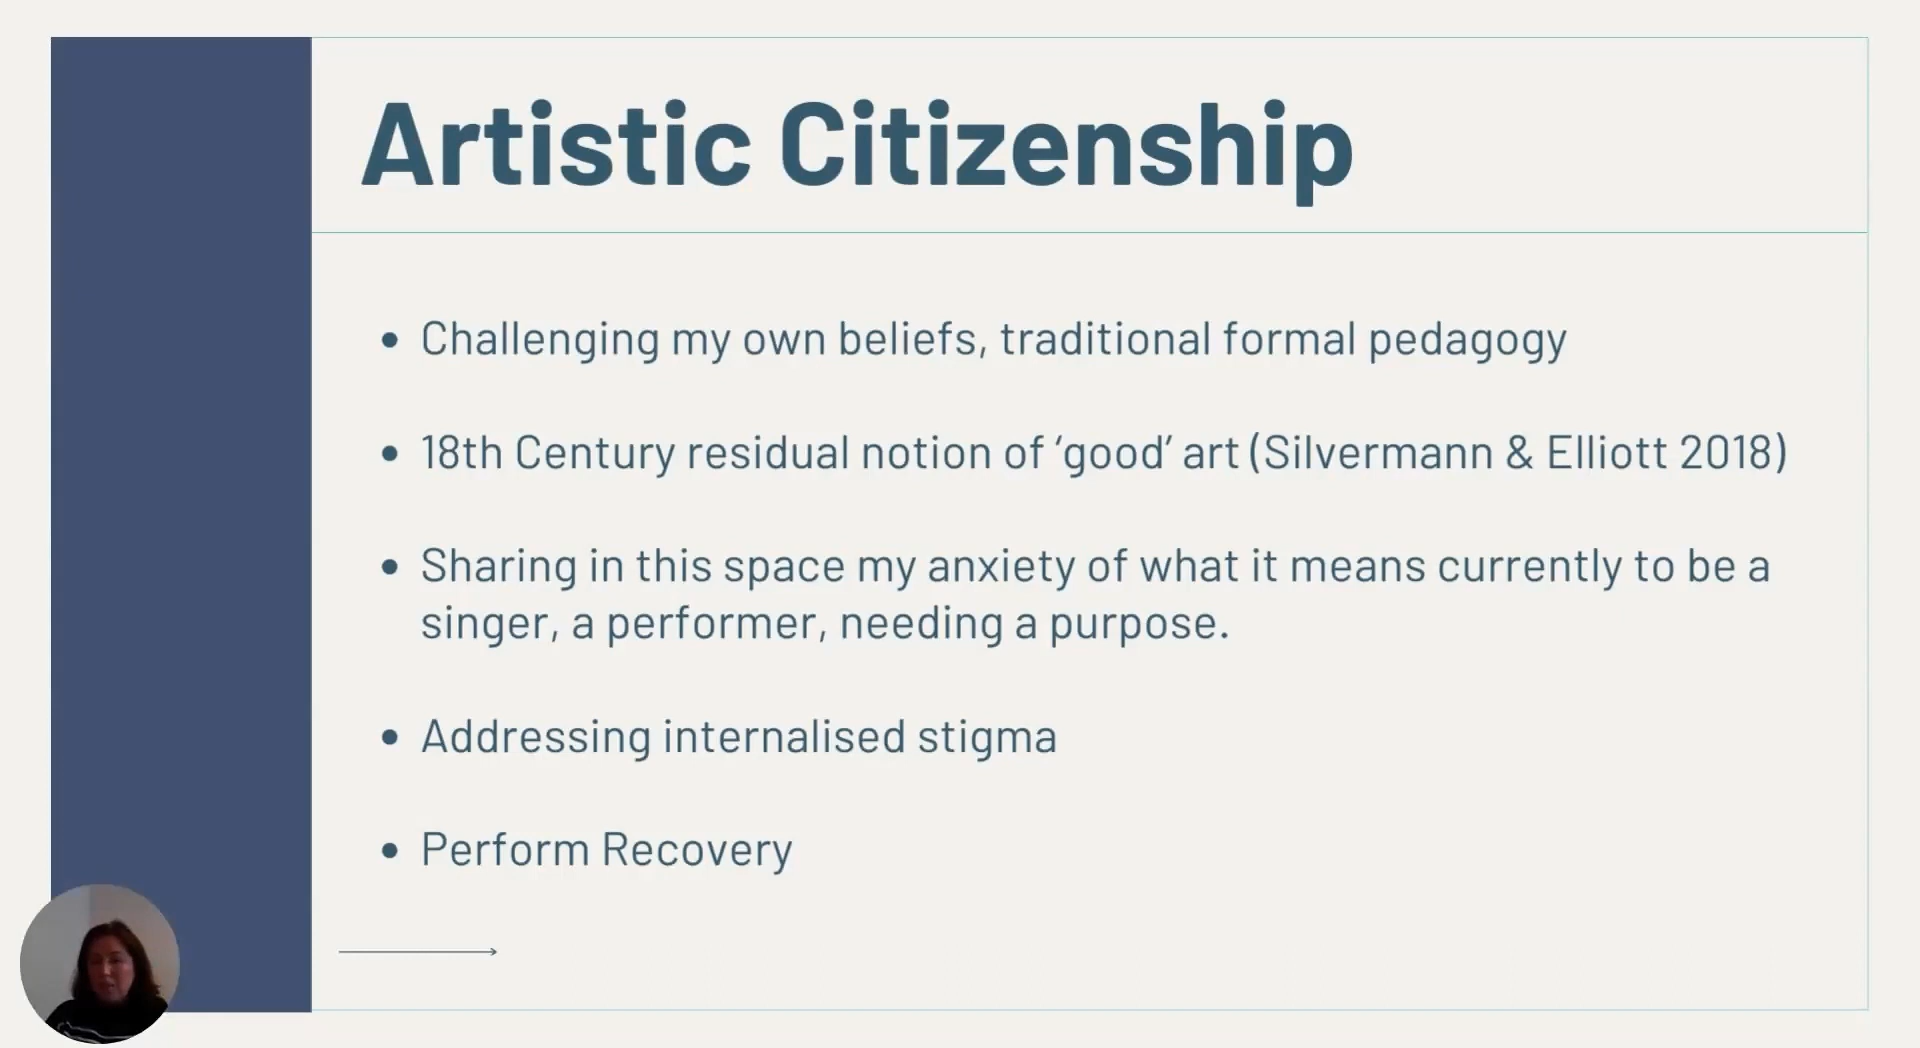 Artistic Citizenship
• Challenging my own beliefs, traditional formal pedagogy
• 18th Century residual notion of ‘good’ art (Silvermann & Elliott 2018)
• Sharing in this space my anxiety of what it means currently to be a
singer, a performer, needing a purpose.
• Addressing internalised stigma
• Perform Recovery